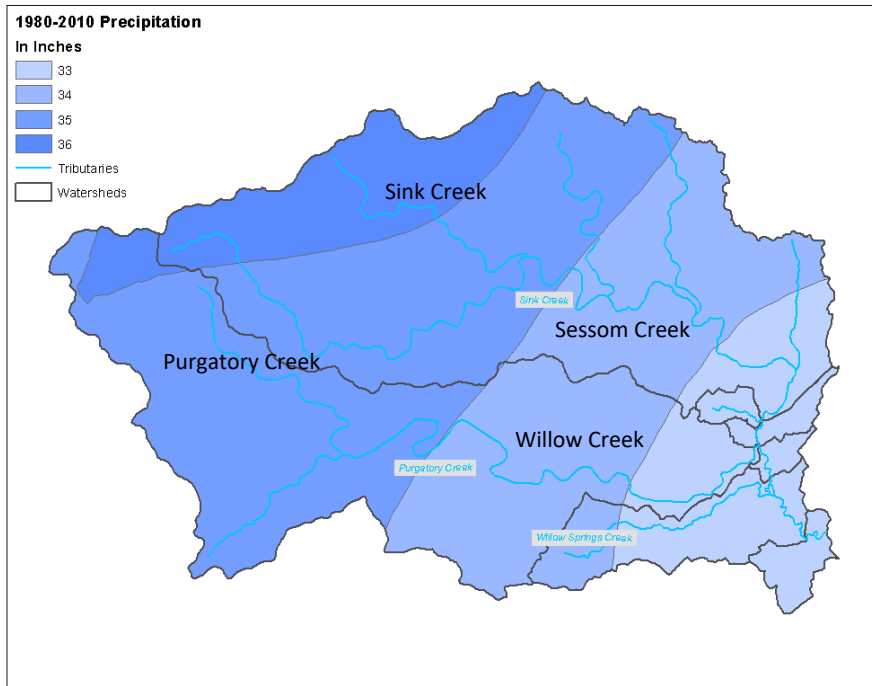 1980-2010 Precipitation
In Inches
33
34
35
36
Tributaries
Watersheds
Sink Creek
Sink Creek
Sessom Creek
Purgatory Creek
Willow Creek
Purgatory Creek
Willow Springs Creek